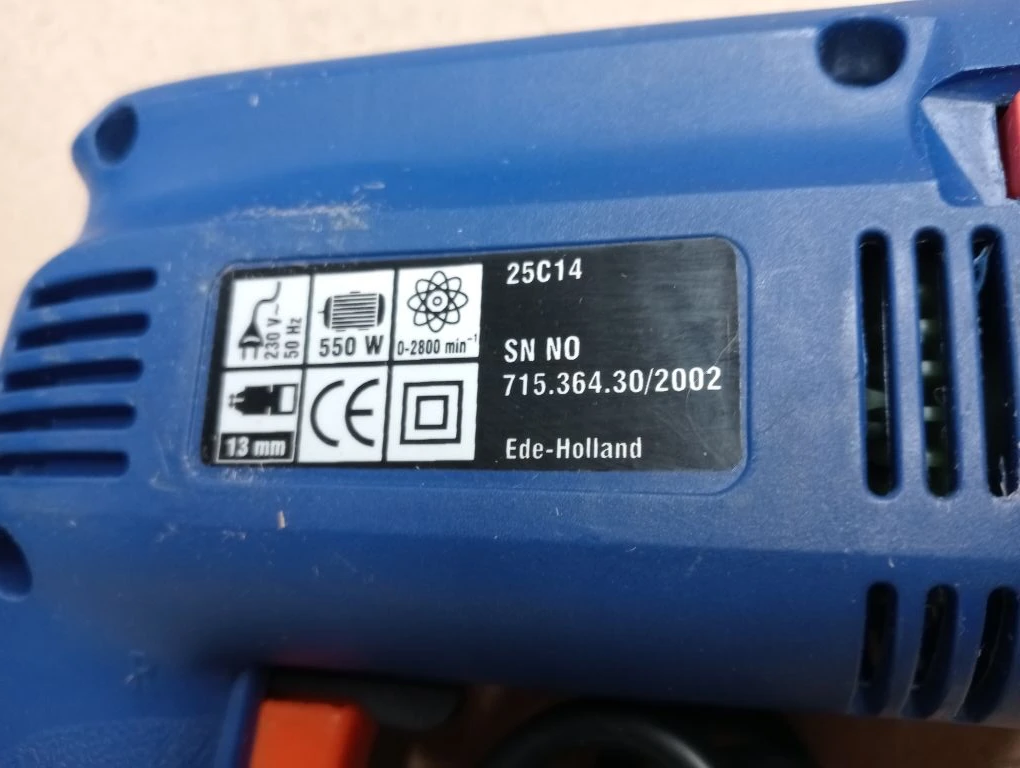 230 V~
50 Hz
550 W
0-2800 min⁻¹
13 mm
CE
25C14
SN NO
715.364.30/2002
Ede-Holland